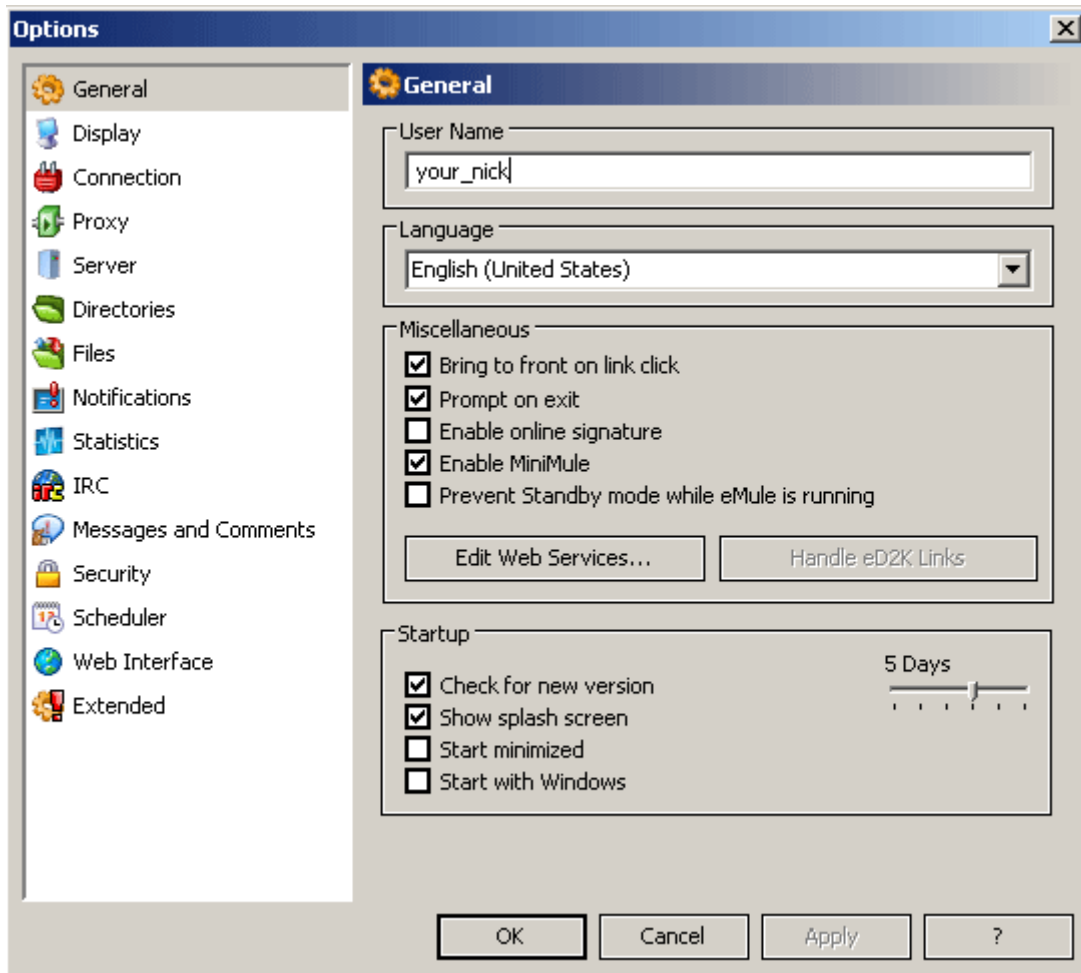 Options
General
Display
Connection
Proxy
Server
Directories
Files
Notifications
Statistics
IRC
Messages and Comments
Security
Scheduler
Web Interface
Extended
General
User Name
your_nick
Language
English (United States)
Miscellaneous
Bring to front on link click
Prompt on exit
Enable online signature
Enable MiniMule
Prevent Standby mode while eMule is running
Edit Web Services... Handle eD2K Links
Startup
5 Days
Check for new version
Show splash screen
Start minimized
Start with Windows
OK Cancel Apply ?